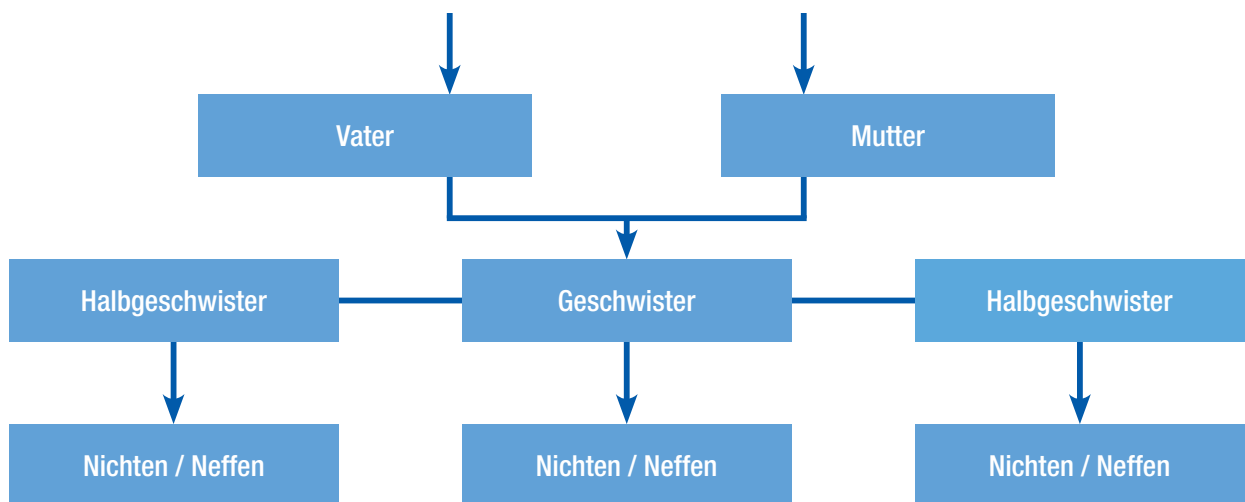 Vater
Mutter
Halbgeschwister
Geschwister
Halbgeschwister
Nichten / Neffen
Nichten / Neffen
Nichten / Neffen